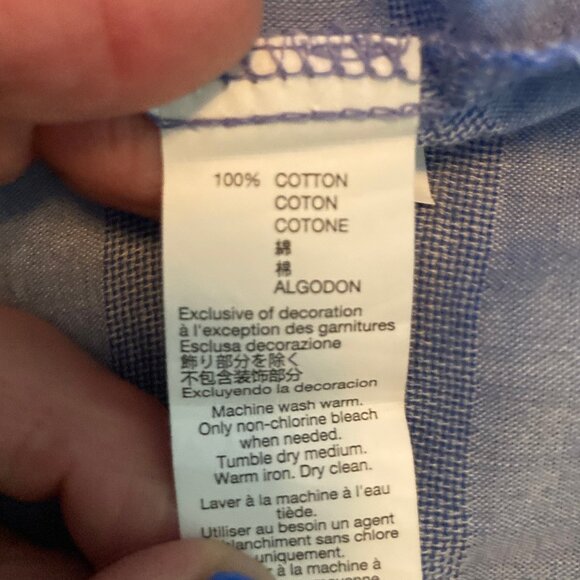 100% COTTON
COTON
COTONE
綿
棉
ALGODON
Exclusive of decoration
à l'exception des garnitures
Esclusa decorazione
飾り部分を除く
不包含装饰部分
Excluyendo la decoracion
Machine wash warm.
Only non-chlorine bleach
when needed.
Tumble dry medium.
Warm iron. Dry clean.
Laver à la machine à l'eau
tiède.
Utiliser au besoin un agent
blanchiment sans chlore
uniquement.
à la machine à